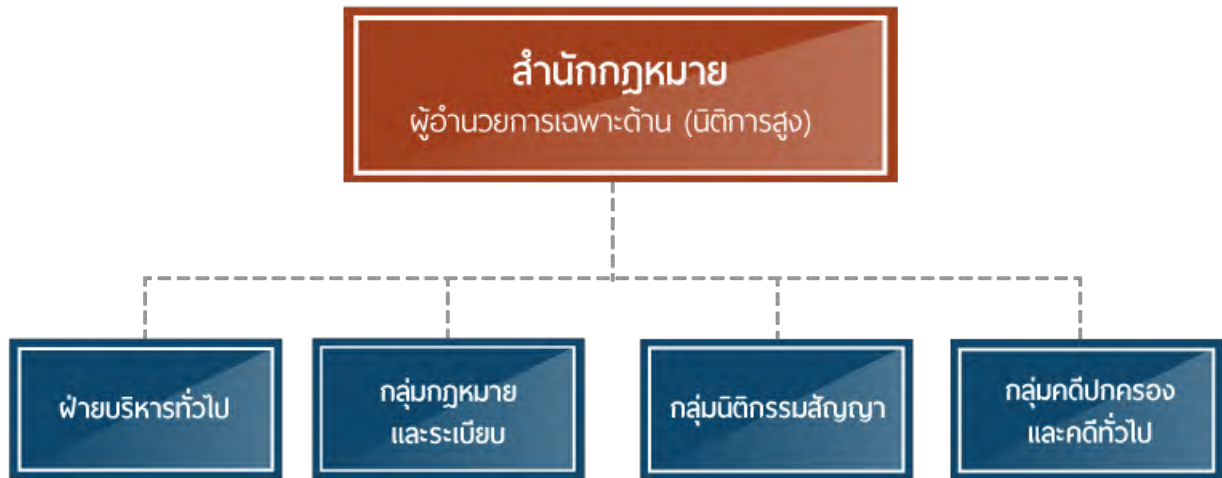 สำนักกฎหมาย
ผู้อำนวยการเฉพาะด้าน (นิติการสูง)
ฝ่ายบริหารทั่วไป
กลุ่มกฎหมาย
และระเบียบ
กลุ่มนิติกรรมสัญญา
กลุ่มคดีปกครอง
และคดีทั่วไป